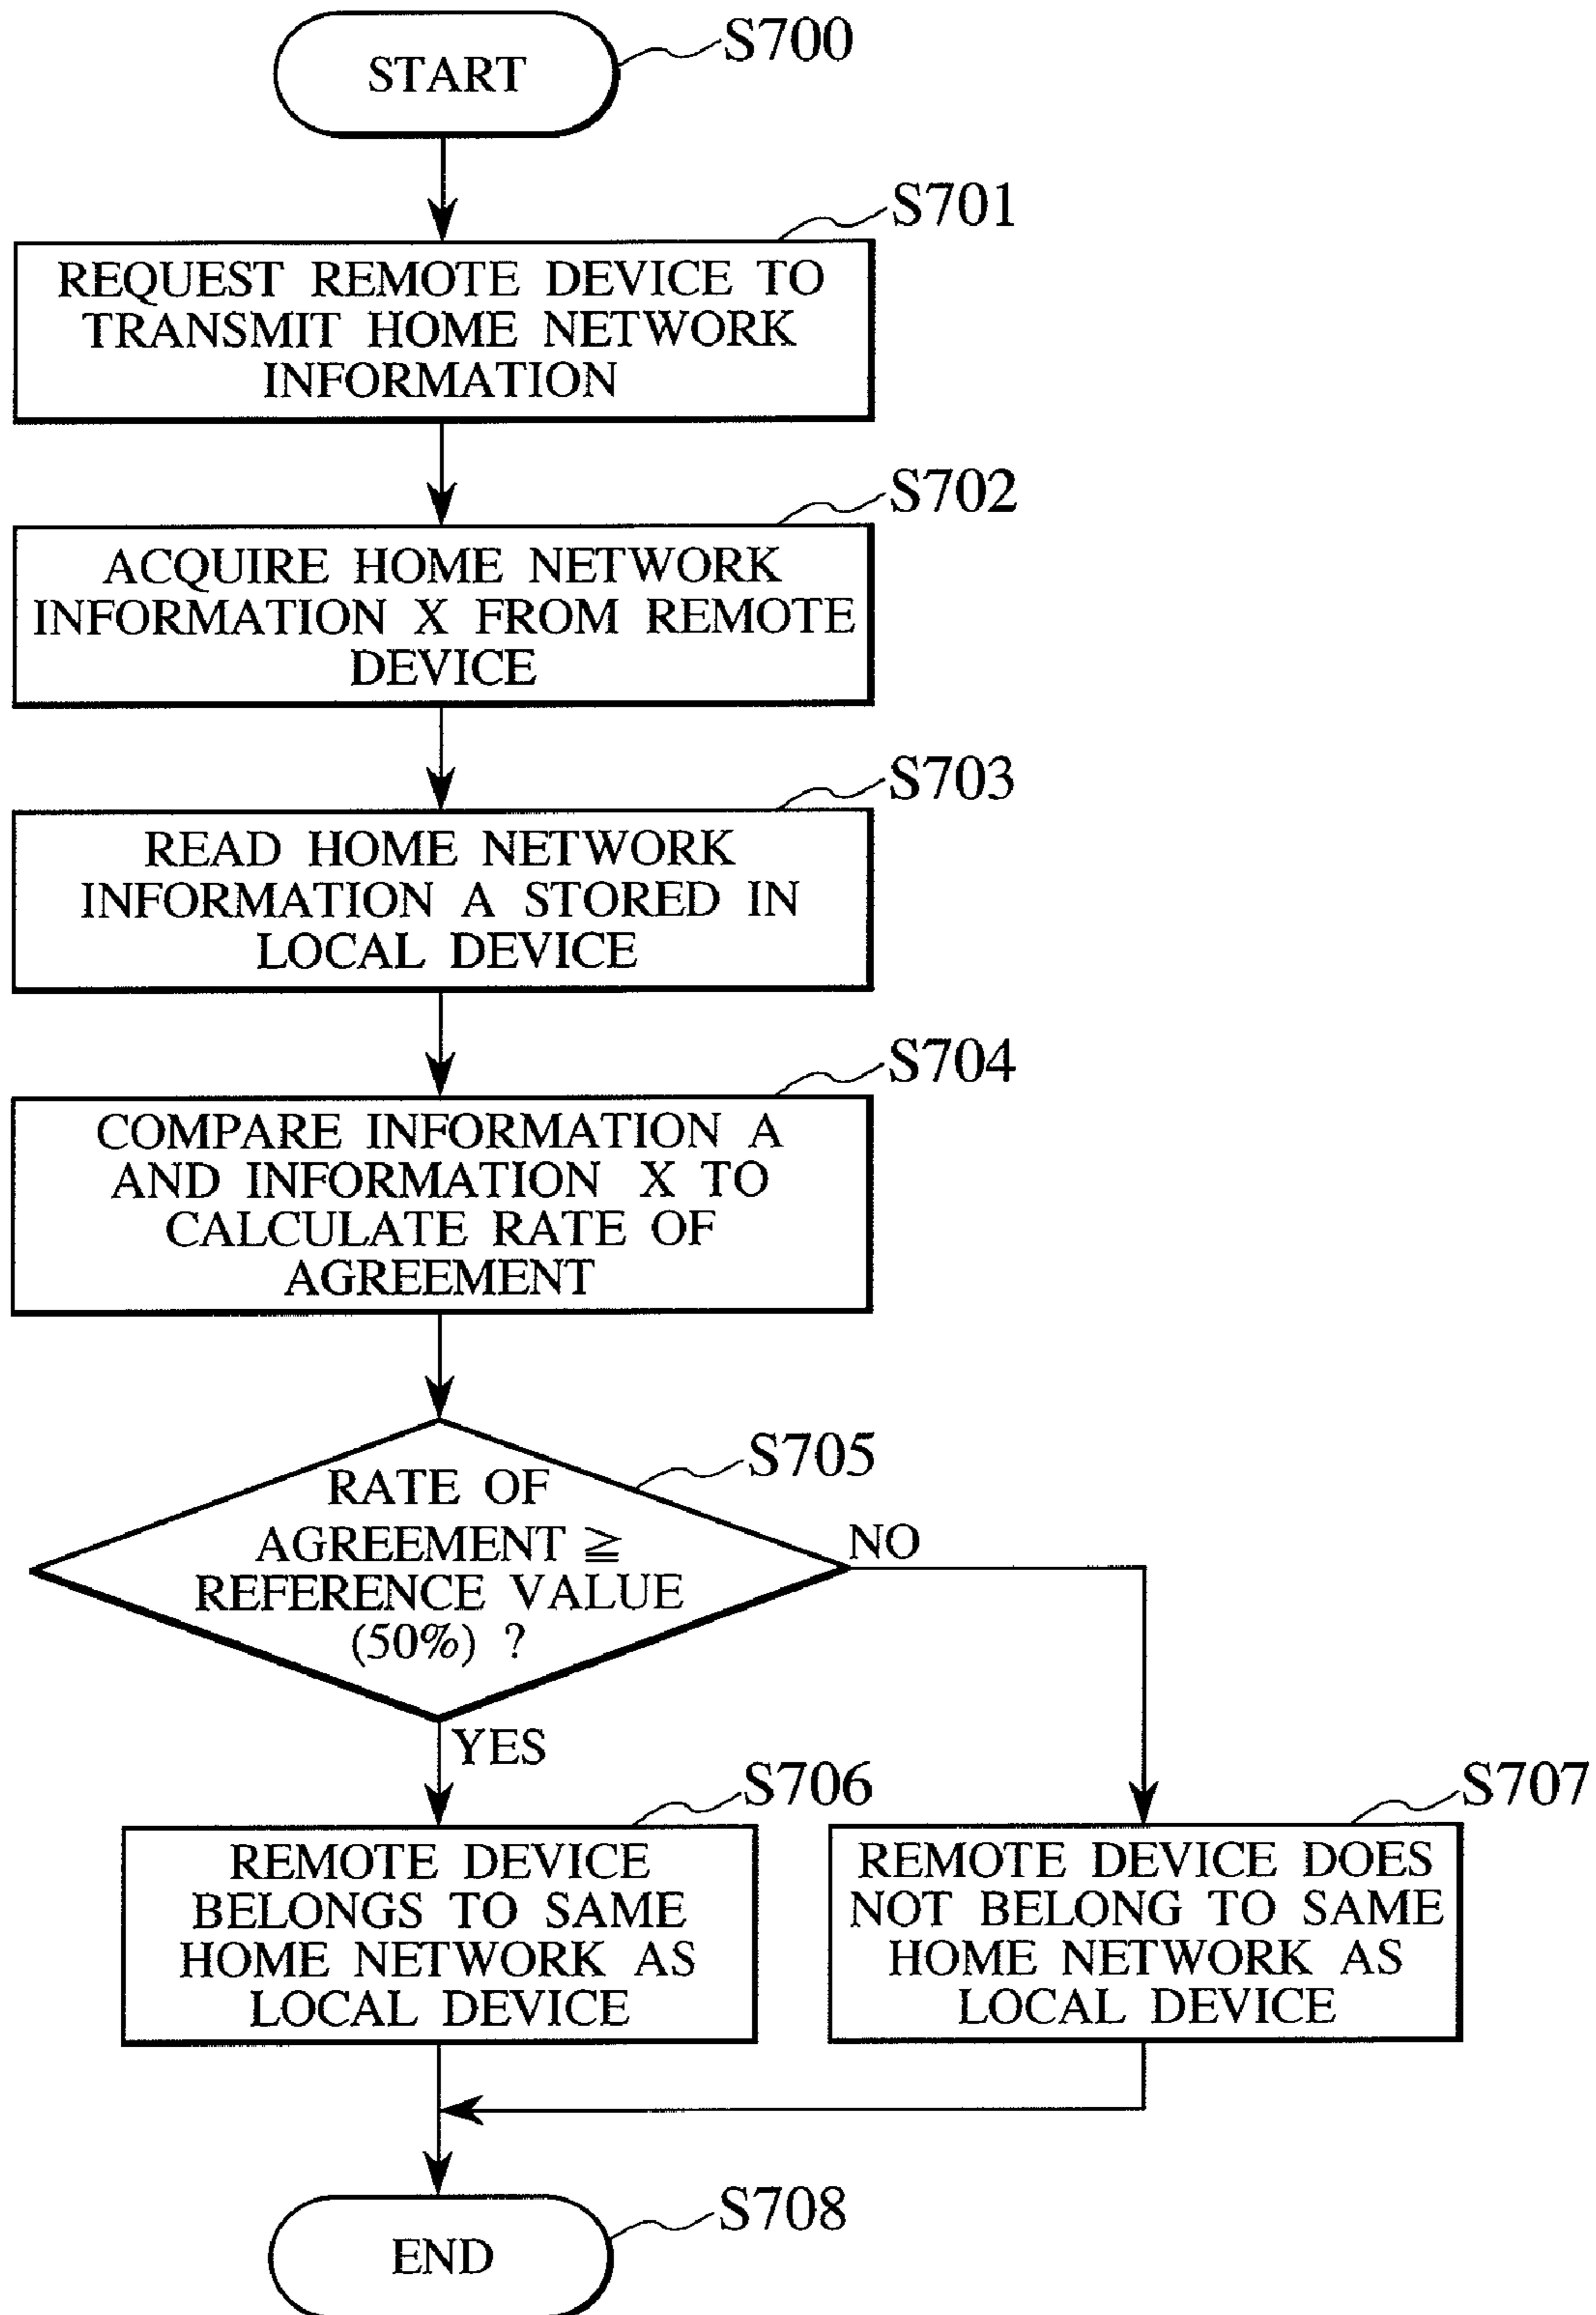 START
S700
S701
REQUEST REMOTE DEVICE TO
TRANSMIT HOME NETWORK
INFORMATION
S702
ACQUIRE HOME NETWORK
INFORMATION X FROM REMOTE
DEVICE
S703
READ HOME NETWORK
INFORMATION A STORED IN
LOCAL DEVICE
S704
COMPARE INFORMATION A
AND INFORMATION X TO
CALCULATE RATE OF
AGREEMENT
S705
RATE OF
AGREEMENT ≧
REFERENCE VALUE
(50%) ?
NO
YES
S706
REMOTE DEVICE
BELONGS TO SAME
HOME NETWORK AS
LOCAL DEVICE
S707
REMOTE DEVICE DOES
NOT BELONG TO SAME
HOME NETWORK AS
LOCAL DEVICE
S708
END